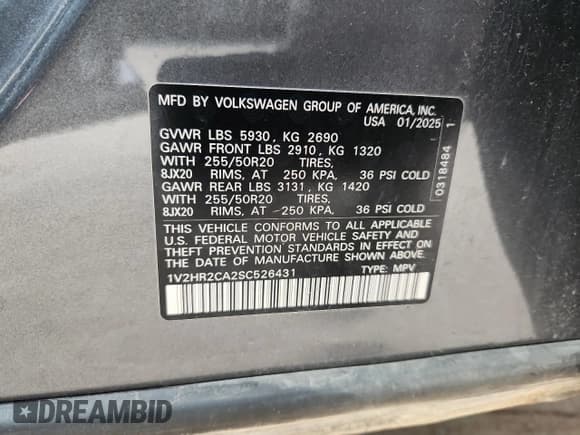 MFD BY VOLKSWAGEN GROUP OF AMERICA, INC.
USA 01/2025
GVWR LBS 5930, KG 2690
GAWR FRONT LBS 2910, KG 1320
WITH 255/50R20 TIRES,
8JX20 RIMS, AT 250 KPA, 36 PSI COLD
GAWR REAR LBS 3131, KG 1420
WITH 255/50R20 TIRES,
8JX20 RIMS, AT 250 KPA, 36 PSI COLD
THIS VEHICLE CONFORMS TO ALL APPLICABLE
U.S. FEDERAL MOTOR VEHICLE SAFETY AND
THEFT PREVENTION STANDARDS IN EFFECT ON
THE DATE OF MANUFACTURE SHOWN ABOVE.
1V2HR2CA2SC526431 TYPE: MPV
0318484 1
DREAMBID